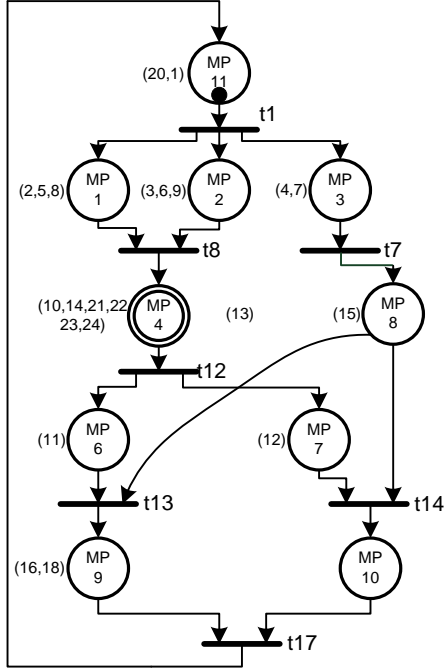 MP
(20,1)
11
t1
MP
1
(2,5,8)
MP
2
(3,6,9)
MP
3
(4,7)
t8
t7
(10,14,21,22
23,24)
MP
4
(13)
(15)
MP
8
t12
(11)
MP
6
(12)
MP
7
t13
t14
(16,18)
MP
9
MP
10
t17